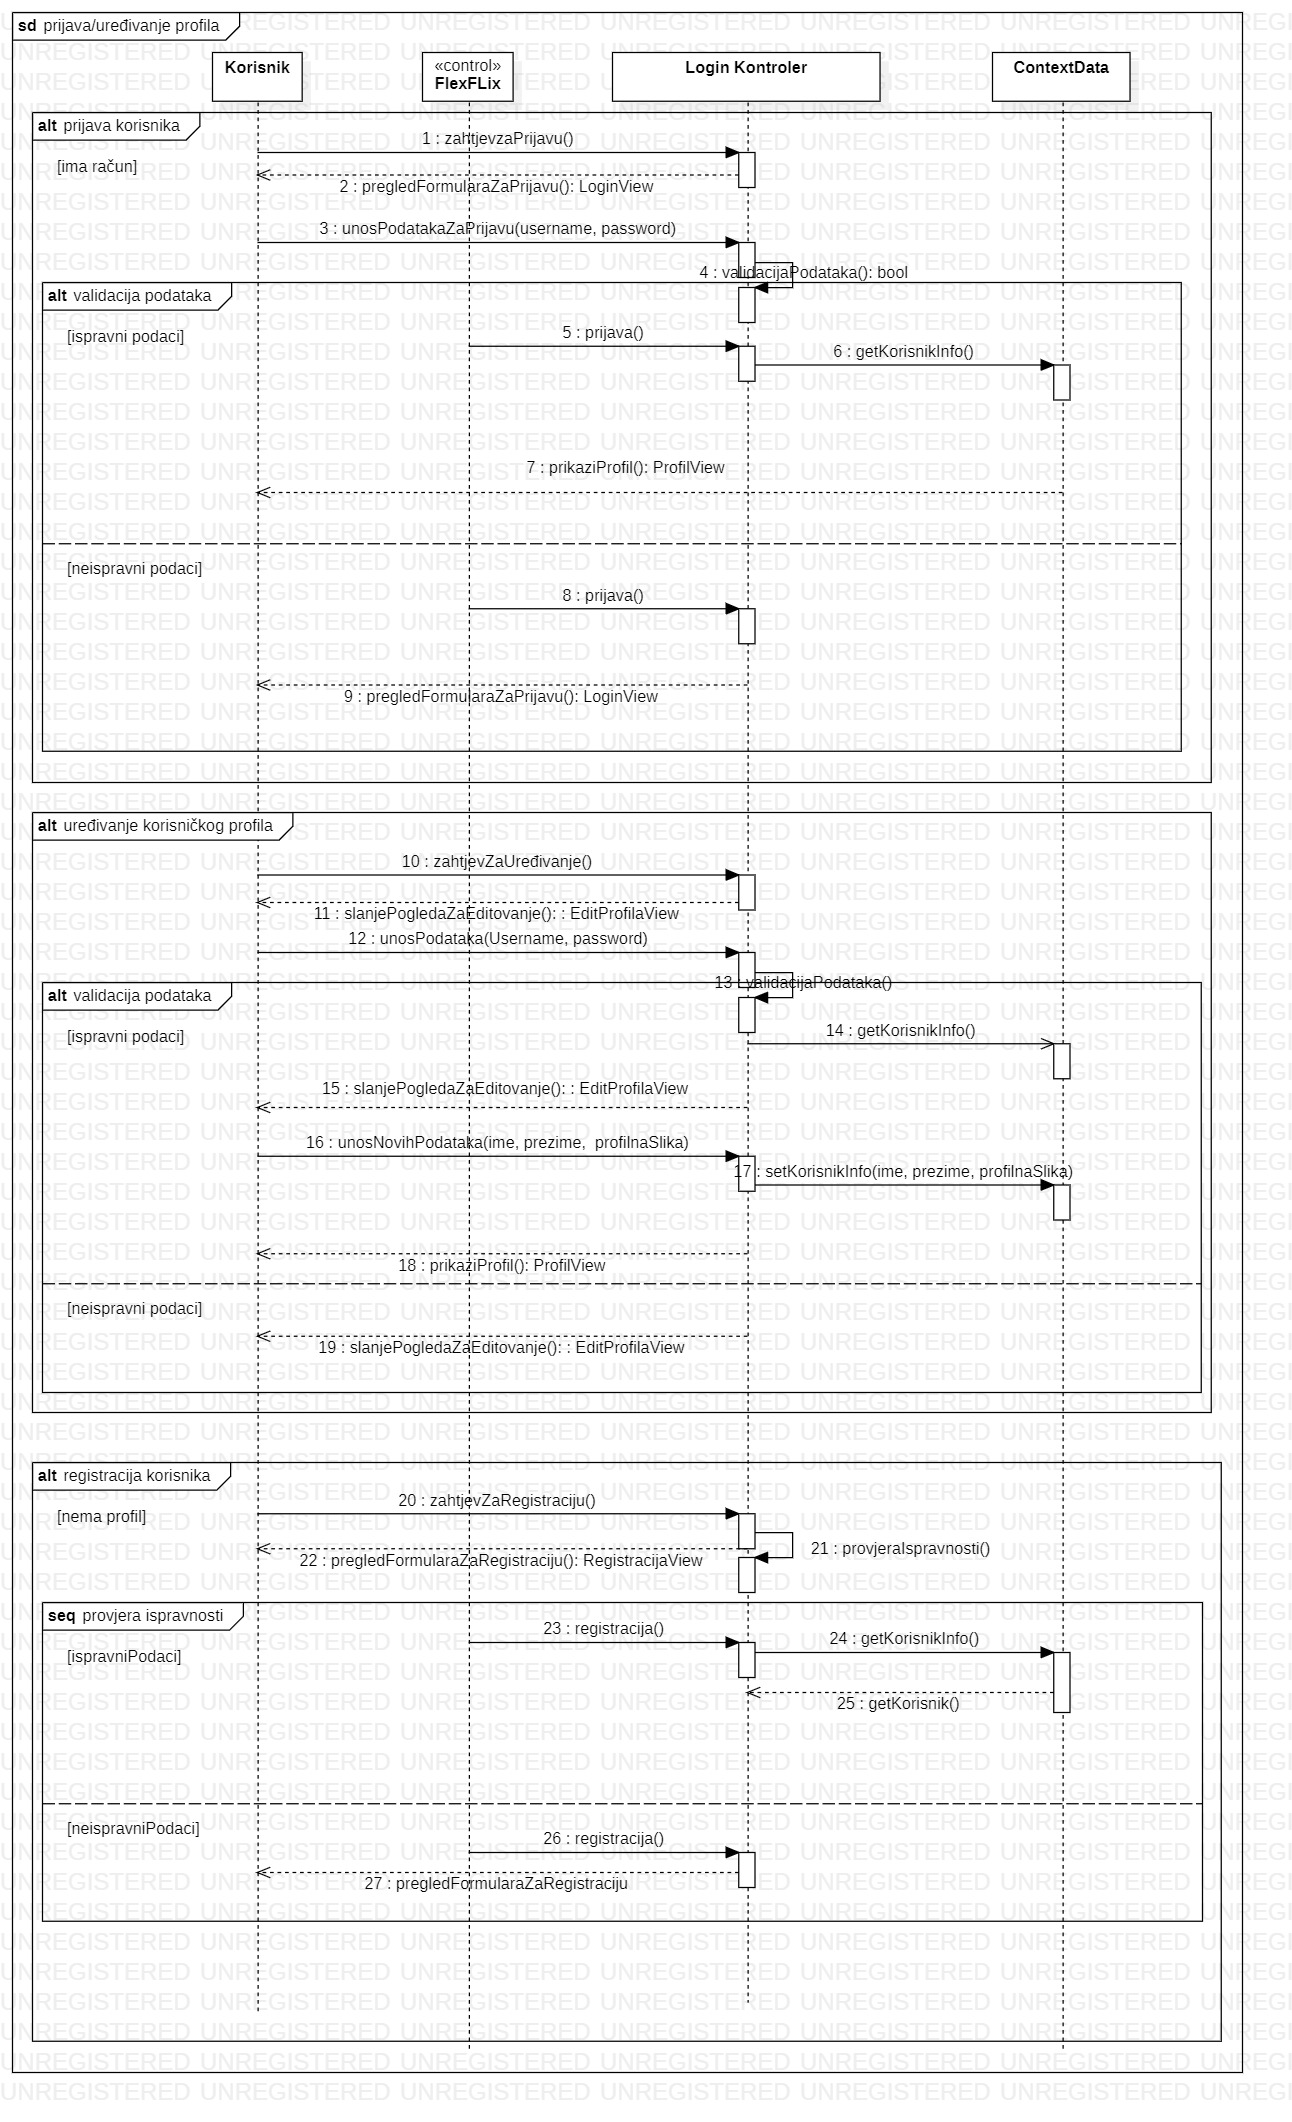 sd prijava/uređivanje profila
Korisnik
«control»
FlexFLix
Login Kontroler
ContextData
alt prijava korisnika
1 : zahtjevzaPrijavu()
[ima račun]
2 : pregledFormularaZaPrijavu(): LoginView
3 : unosPodatakaZaPrijavu(username, password)
4 : validacijaPodataka(): bool
alt validacija podataka
[ispravni podaci]
5 : prijava()
6 : getKorisnikInfo()
7 : prikaziProfil(): ProfilView
[neispravni podaci]
8 : prijava()
9 : pregledFormularaZaPrijavu(): LoginView
alt uređivanje korisničkog profila
10 : zahtjevZaUređivanje()
11 : slanjePogledaZaEditovanje(): : EditProfilaView
12 : unosPodataka(Username, password)
13 : validacijaPodataka()
alt validacija podataka
[ispravni podaci]
14 : getKorisnikInfo()
15 : slanjePogledaZaEditovanje(): : EditProfilaView
16 : unosNovihPodataka(ime, prezime,  profilnaSlika)
17 : setKorisnikInfo(ime, prezime, profilnaSlika)
18 : prikaziProfil(): ProfilView
[neispravni podaci]
19 : slanjePogledaZaEditovanje(): : EditProfilaView
alt registracija korisnika
20 : zahtjevZaRegistraciju()
[nema profil]
21 : provjeraIspravnosti()
22 : pregledFormularaZaRegistraciju(): RegistracijaView
seq provjera ispravnosti
23 : registracija()
24 : getKorisnikInfo()
[ispravniPodaci]
25 : getKorisnik()
[neispravniPodaci]
26 : registracija()
27 : pregledFormularaZaRegistraciju
UNREGISTERED